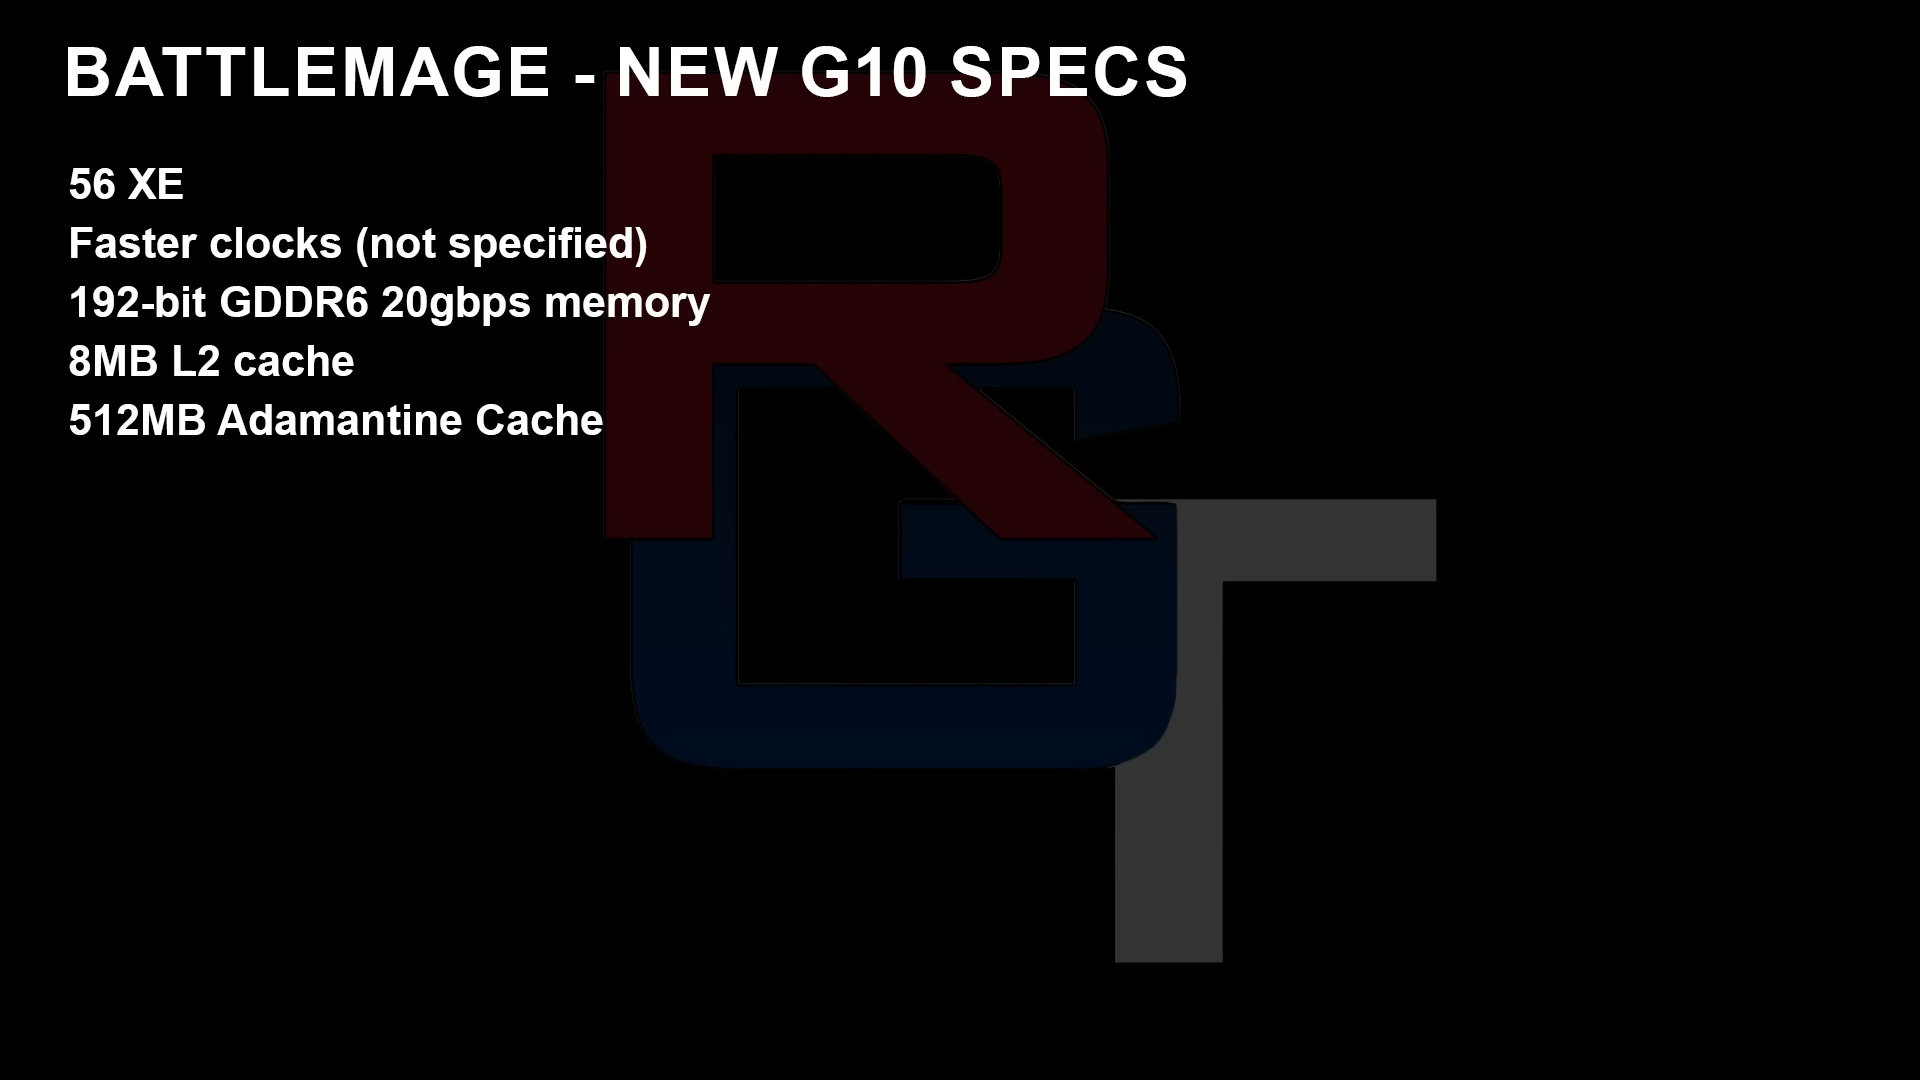 BATTLEMAGE - NEW G10 SPECS
56 XE
Faster clocks (not specified)
192-bit GDDR6 20gbps memory
8MB L2 cache
512MB Adamantine Cache
RGT